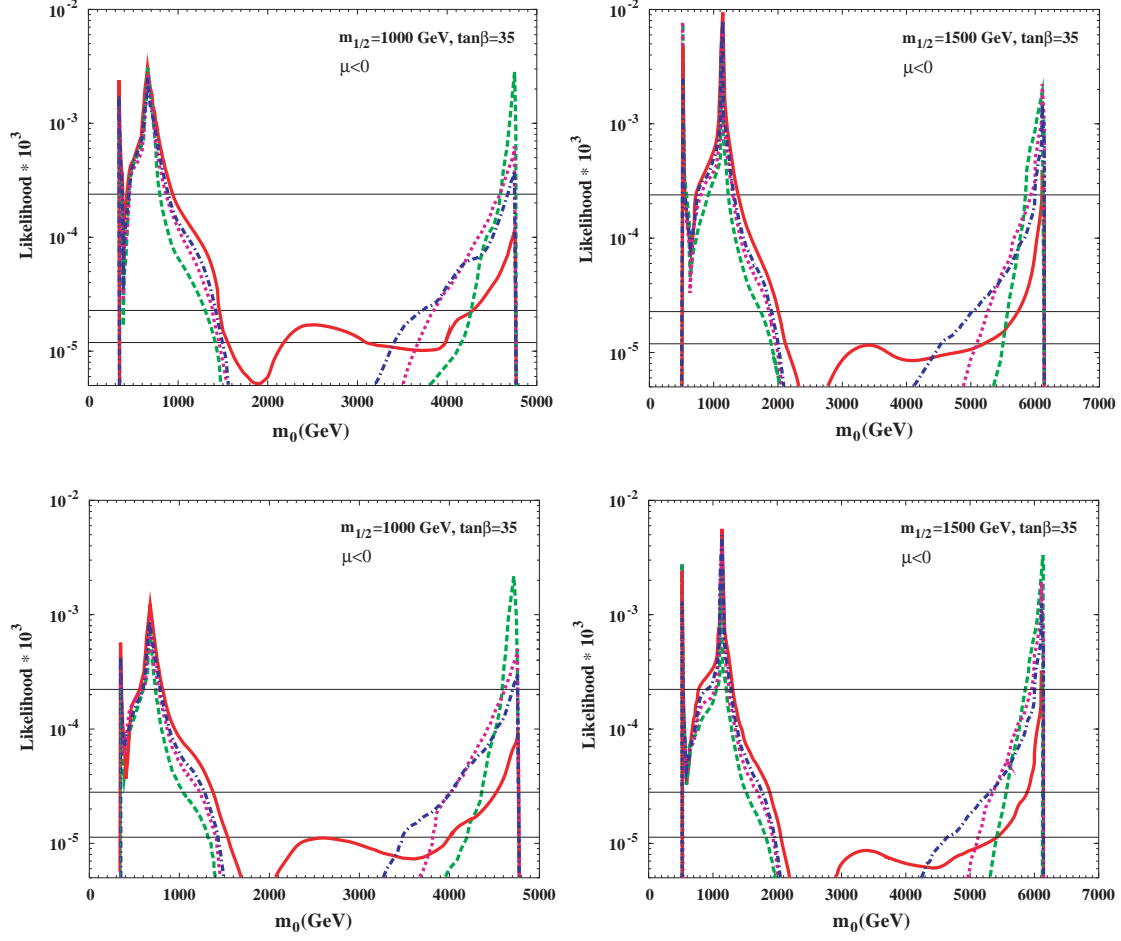 10^-2
10^-3
10^-4
10^-5
Likelihood * 10^3
m_1/2=1000 GeV, tanβ=35
μ<0
0 1000 2000 3000 4000 5000
m_0(GeV)
10^-2
10^-3
10^-4
10^-5
Likelihood * 10^3
m_1/2=1500 GeV, tanβ=35
μ<0
0 1000 2000 3000 4000 5000 6000 7000
m_0(GeV)
10^-2
10^-3
10^-4
10^-5
Likelihood * 10^3
m_1/2=1000 GeV, tanβ=35
μ<0
0 1000 2000 3000 4000 5000
m_0(GeV)
10^-2
10^-3
10^-4
10^-5
Likelihood * 10^3
m_1/2=1500 GeV, tanβ=35
μ<0
0 1000 2000 3000 4000 5000 6000 7000
m_0(GeV)